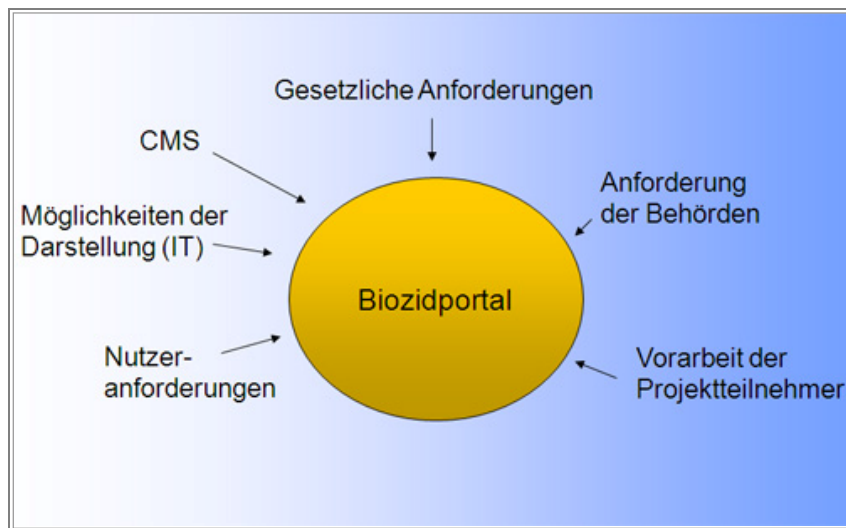 Gesetzliche Anforderungen
CMS
Anforderung
der Behörden
Möglichkeiten der
Darstellung (IT)
Biozidportal
Nutzer-
anforderungen
Vorarbeit der
Projektteilnehmer